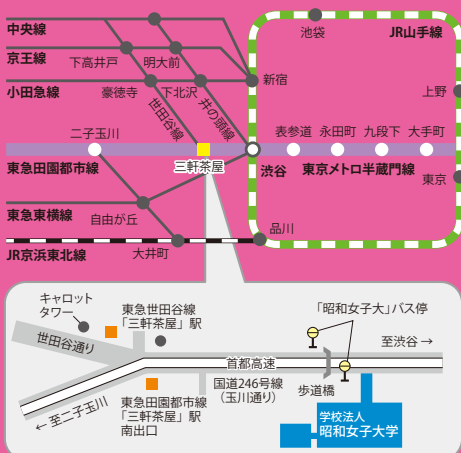 中央線
京王線
小田急線
下高井戸
明大前
豪徳寺
下北沢
世田谷線
井の頭線
新宿
池袋
JR山手線
上野
二子玉川
表参道
永田町
九段下
大手町
三軒茶屋
渋谷
東急田園都市線
東京メトロ半蔵門線
東京
東急東横線
自由が丘
品川
JR京浜東北線
大井町
キャロット
タワー
東急世田谷線
「三軒茶屋」駅
「昭和女子大」バス停
世田谷通り
至渋谷→
首都高速
国道246号線
(玉川通り)
歩道橋
←至二子玉川
東急田園都市線
「三軒茶屋」駅
南出口
学校法人
昭和女子大学